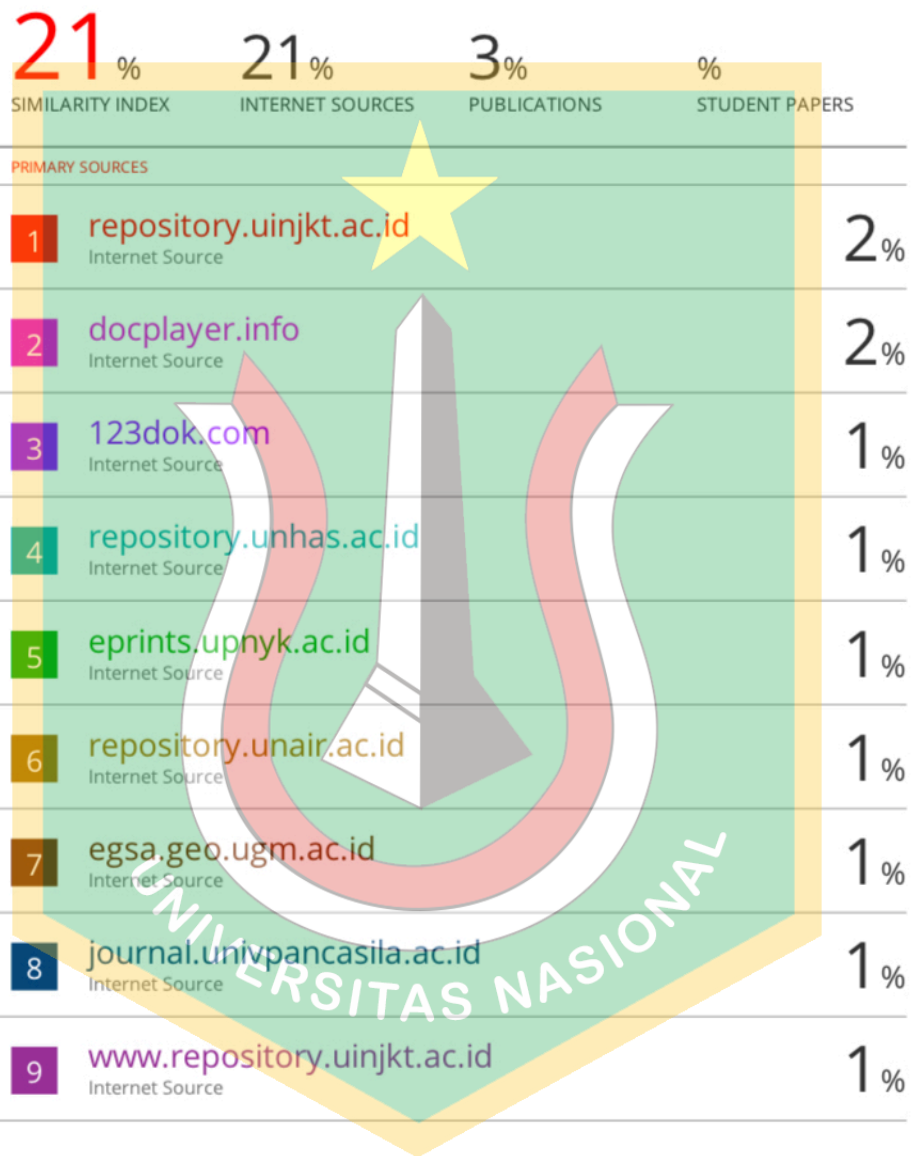 21% 21% 3% %
SIMILARITY INDEX INTERNET SOURCES PUBLICATIONS STUDENT PAPERS
PRIMARY SOURCES
1 repository.uinjkt.ac.id 2%
Internet Source
2 docplayer.info 2%
Internet Source
3 123dok.com 1%
Internet Source
4 repository.unhas.ac.id 1%
Internet Source
5 eprints.upnyk.ac.id 1%
Internet Source
6 repository.unair.ac.id 1%
Internet Source
7 egsa.geo.ugm.ac.id 1%
Internet Source
8 journal.univpancasila.ac.id 1%
Internet Source
9 www.repository.uinjkt.ac.id 1%
Internet Source
UNIVERSITAS NASIONAL